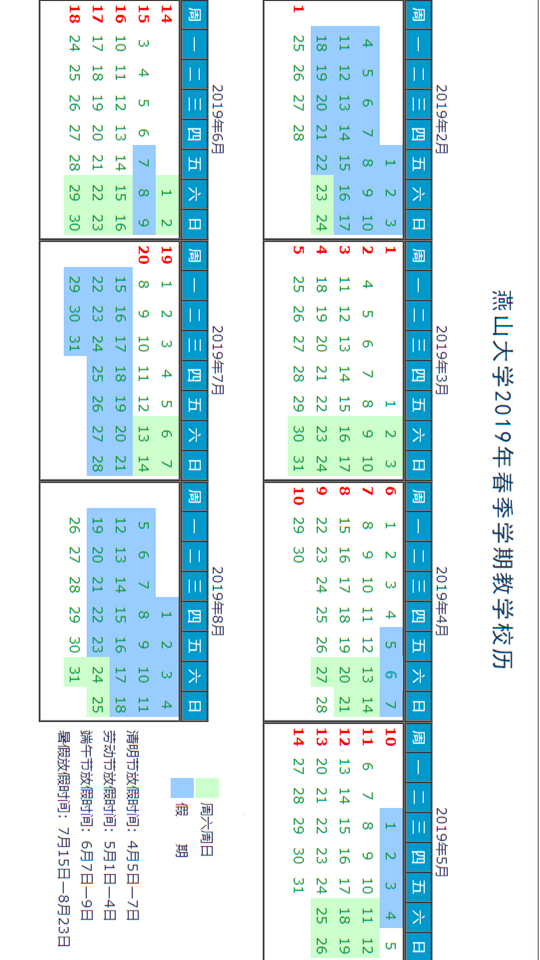 燕山大学2019年春季学期教学校历
2019年2月
周 一 二 三 四 五 六 日
1 2 3
4 5 6 7 8 9 10
11 12 13 14 15 16 17
18 19 20 21 22 23 24
1 25 26 27 28
2019年3月
周 一 二 三 四 五 六 日
1 1 2 3
2 4 5 6 7 8 9 10
3 11 12 13 14 15 16 17
4 18 19 20 21 22 23 24
5 25 26 27 28 29 30 31
2019年4月
周 一 二 三 四 五 六 日
6 1 2 3 4 5 6 7
7 8 9 10 11 12 13 14
8 15 16 17 18 19 20 21
9 22 23 24 25 26 27 28
10 29 30
2019年5月
周 一 二 三 四 五 六 日
10 1 2 3 4 5
11 6 7 8 9 10 11 12
12 13 14 15 16 17 18 19
13 20 21 22 23 24 25 26
14 27 28 29 30 31
2019年6月
周 一 二 三 四 五 六 日
14 1 2
15 3 4 5 6 7 8 9
16 10 11 12 13 14 15 16
17 17 18 19 20 21 22 23
18 24 25 26 27 28 29 30
2019年7月
周 一 二 三 四 五 六 日
19 1 2 3 4 5 6 7
20 8 9 10 11 12 13 14
15 16 17 18 19 20 21
22 23 24 25 26 27 28
29 30 31
2019年8月
周 一 二 三 四 五 六 日
1 2 3 4
5 6 7 8 9 10 11
12 13 14 15 16 17 18
19 20 21 22 23 24 25
26 27 28 29 30 31
周六周日
假 期
清明节放假时间：4月5日—7日
劳动节放假时间：5月1日—4日
端午节放假时间：6月7日—9日
暑假放假时间：7月15日—8月23日